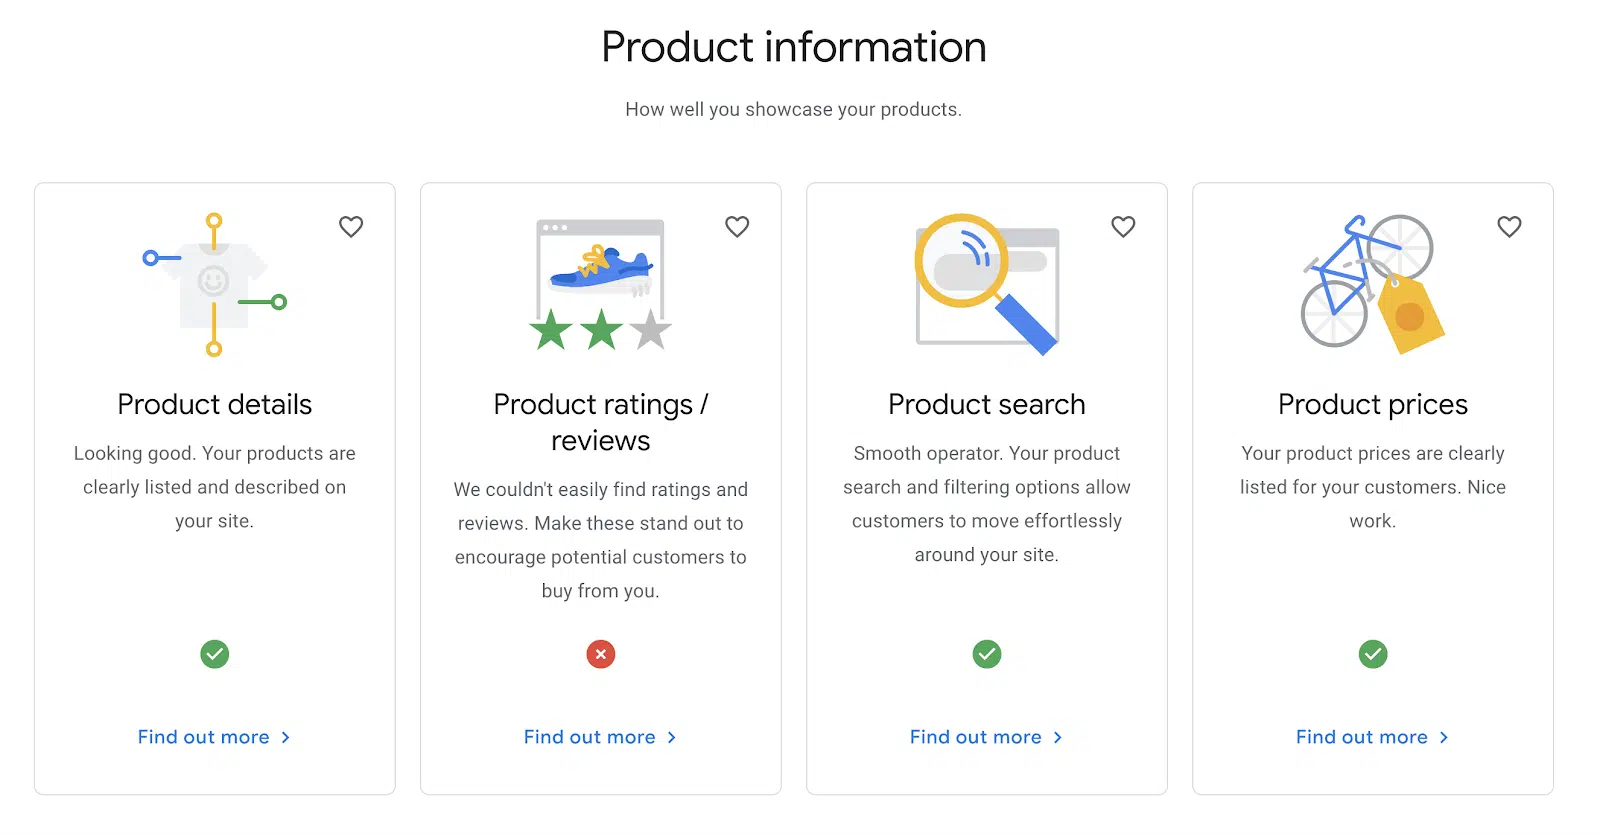 Product information
How well you showcase your products.
Product details
Looking good. Your products are
clearly listed and described on
your site.
Find out more
Product ratings /
reviews
We couldn't easily find ratings and
reviews. Make these stand out to
encourage potential customers to
buy from you.
Find out more
Product search
Smooth operator. Your product
search and filtering options allow
customers to move effortlessly
around your site.
Find out more
Product prices
Your product prices are clearly
listed for your customers. Nice
work.
Find out more